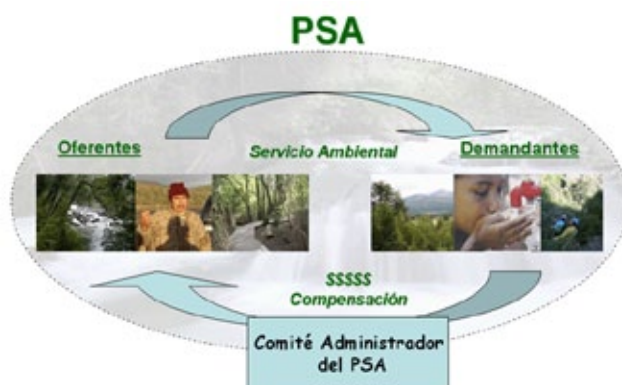 PSA
Oferentes
Servicio Ambiental
Demandantes
$$$$$
Compensación
Comité Administrador
del PSA